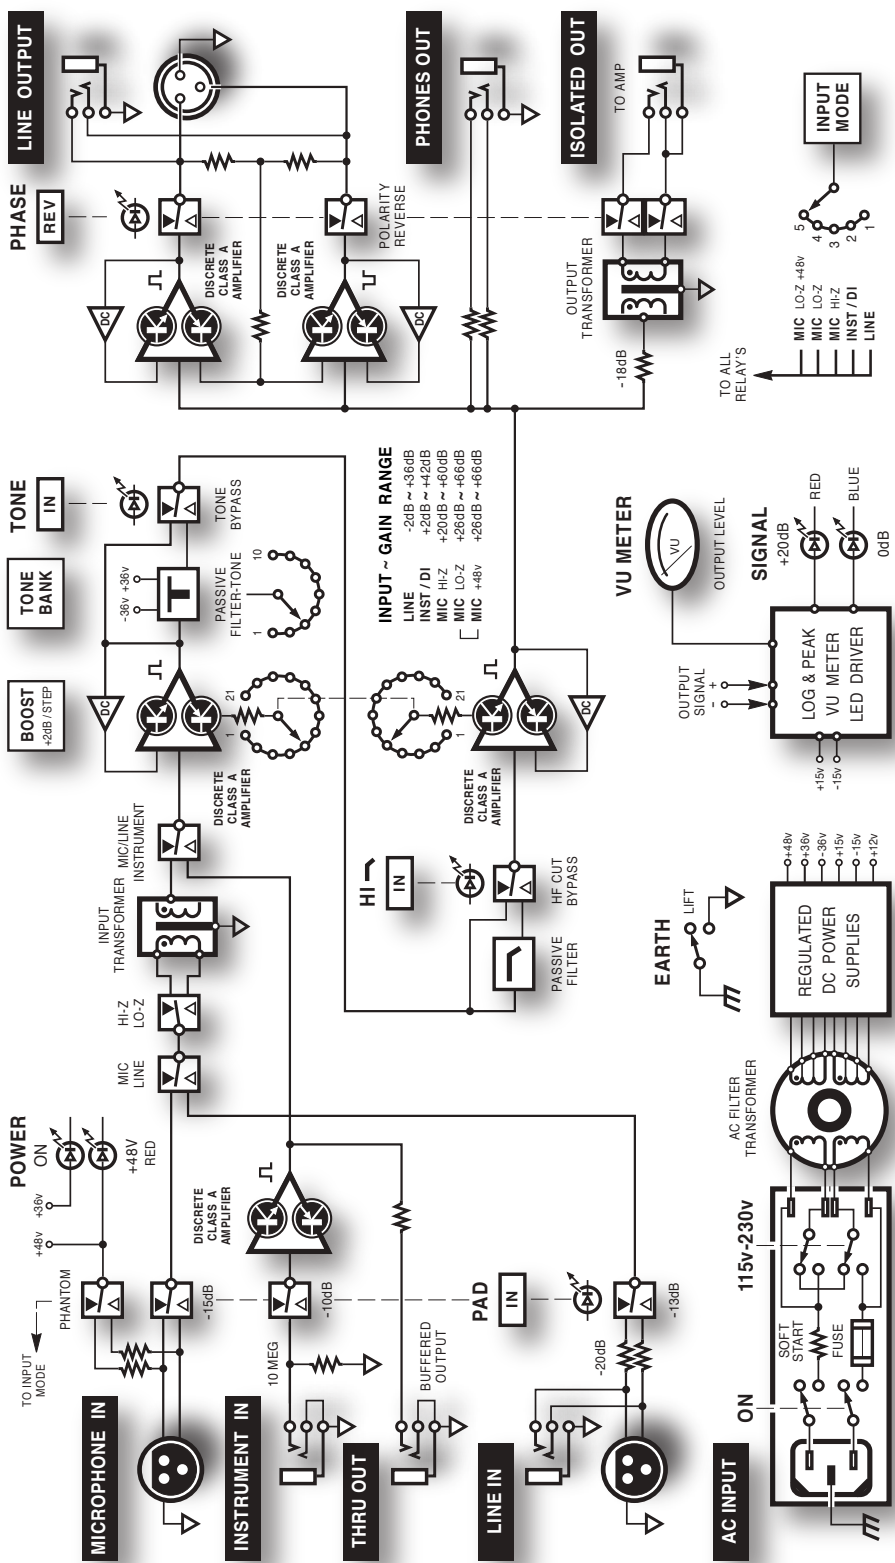 MICROPHONE IN
TO INPUT
MODE
PHANTOM
+48v
+36v
POWER
ON
+48V
RED
-15dB
MIC
LINE
HI-Z
LO-Z
INPUT
TRANSFORMER
MIC/LINE
INSTRUMENT
BOOST
+2dB / STEP
DC
DISCRETE
CLASS A
AMPLIFIER
1
21
TONE
BANK
-36v +36v
PASSIVE
FILTER-TONE
1
10
TONE
IN
TONE
BYPASS
PHASE
REV
DC
DISCRETE
CLASS A
AMPLIFIER
DISCRETE
CLASS A
AMPLIFIER
DC
POLARITY
REVERSE
LINE OUTPUT
INSTRUMENT IN
10 MEG
-10dB
DISCRETE
CLASS A
AMPLIFIER
THRU OUT
BUFFERED
OUTPUT
PAD
IN
LINE IN
-20dB
-13dB
HI
IN
PASSIVE
FILTER
HF CUT
BYPASS
DISCRETE
CLASS A
AMPLIFIER
1
21
DC
INPUT ~ GAIN RANGE
LINE -2dB ~ +36dB
INST / DI +2dB ~ +42dB
MIC HI-Z +20dB ~ +60dB
MIC LO-Z +26dB ~ +66dB
MIC +48v +26dB ~ +66dB
PHONES OUT
-18dB
OUTPUT
TRANSFORMER
ISOLATED OUT
TO AMP
AC INPUT
ON
SOFT
START
FUSE
115v-230v
AC FILTER
TRANSFORMER
EARTH
LIFT
REGULATED
DC POWER
SUPPLIES
+48v
+36v
-36v
+15v
-15v
+12v
VU METER
VU
OUTPUT LEVEL
OUTPUT
SIGNAL
- +
+15v
-15v
LOG & PEAK
VU METER
LED DRIVER
SIGNAL
+20dB
RED
BLUE
0dB
TO ALL
RELAY'S
MIC LO-Z +48v
MIC LO-Z
MIC HI-Z
INST / DI
LINE
5
4
3
2
1
INPUT
MODE